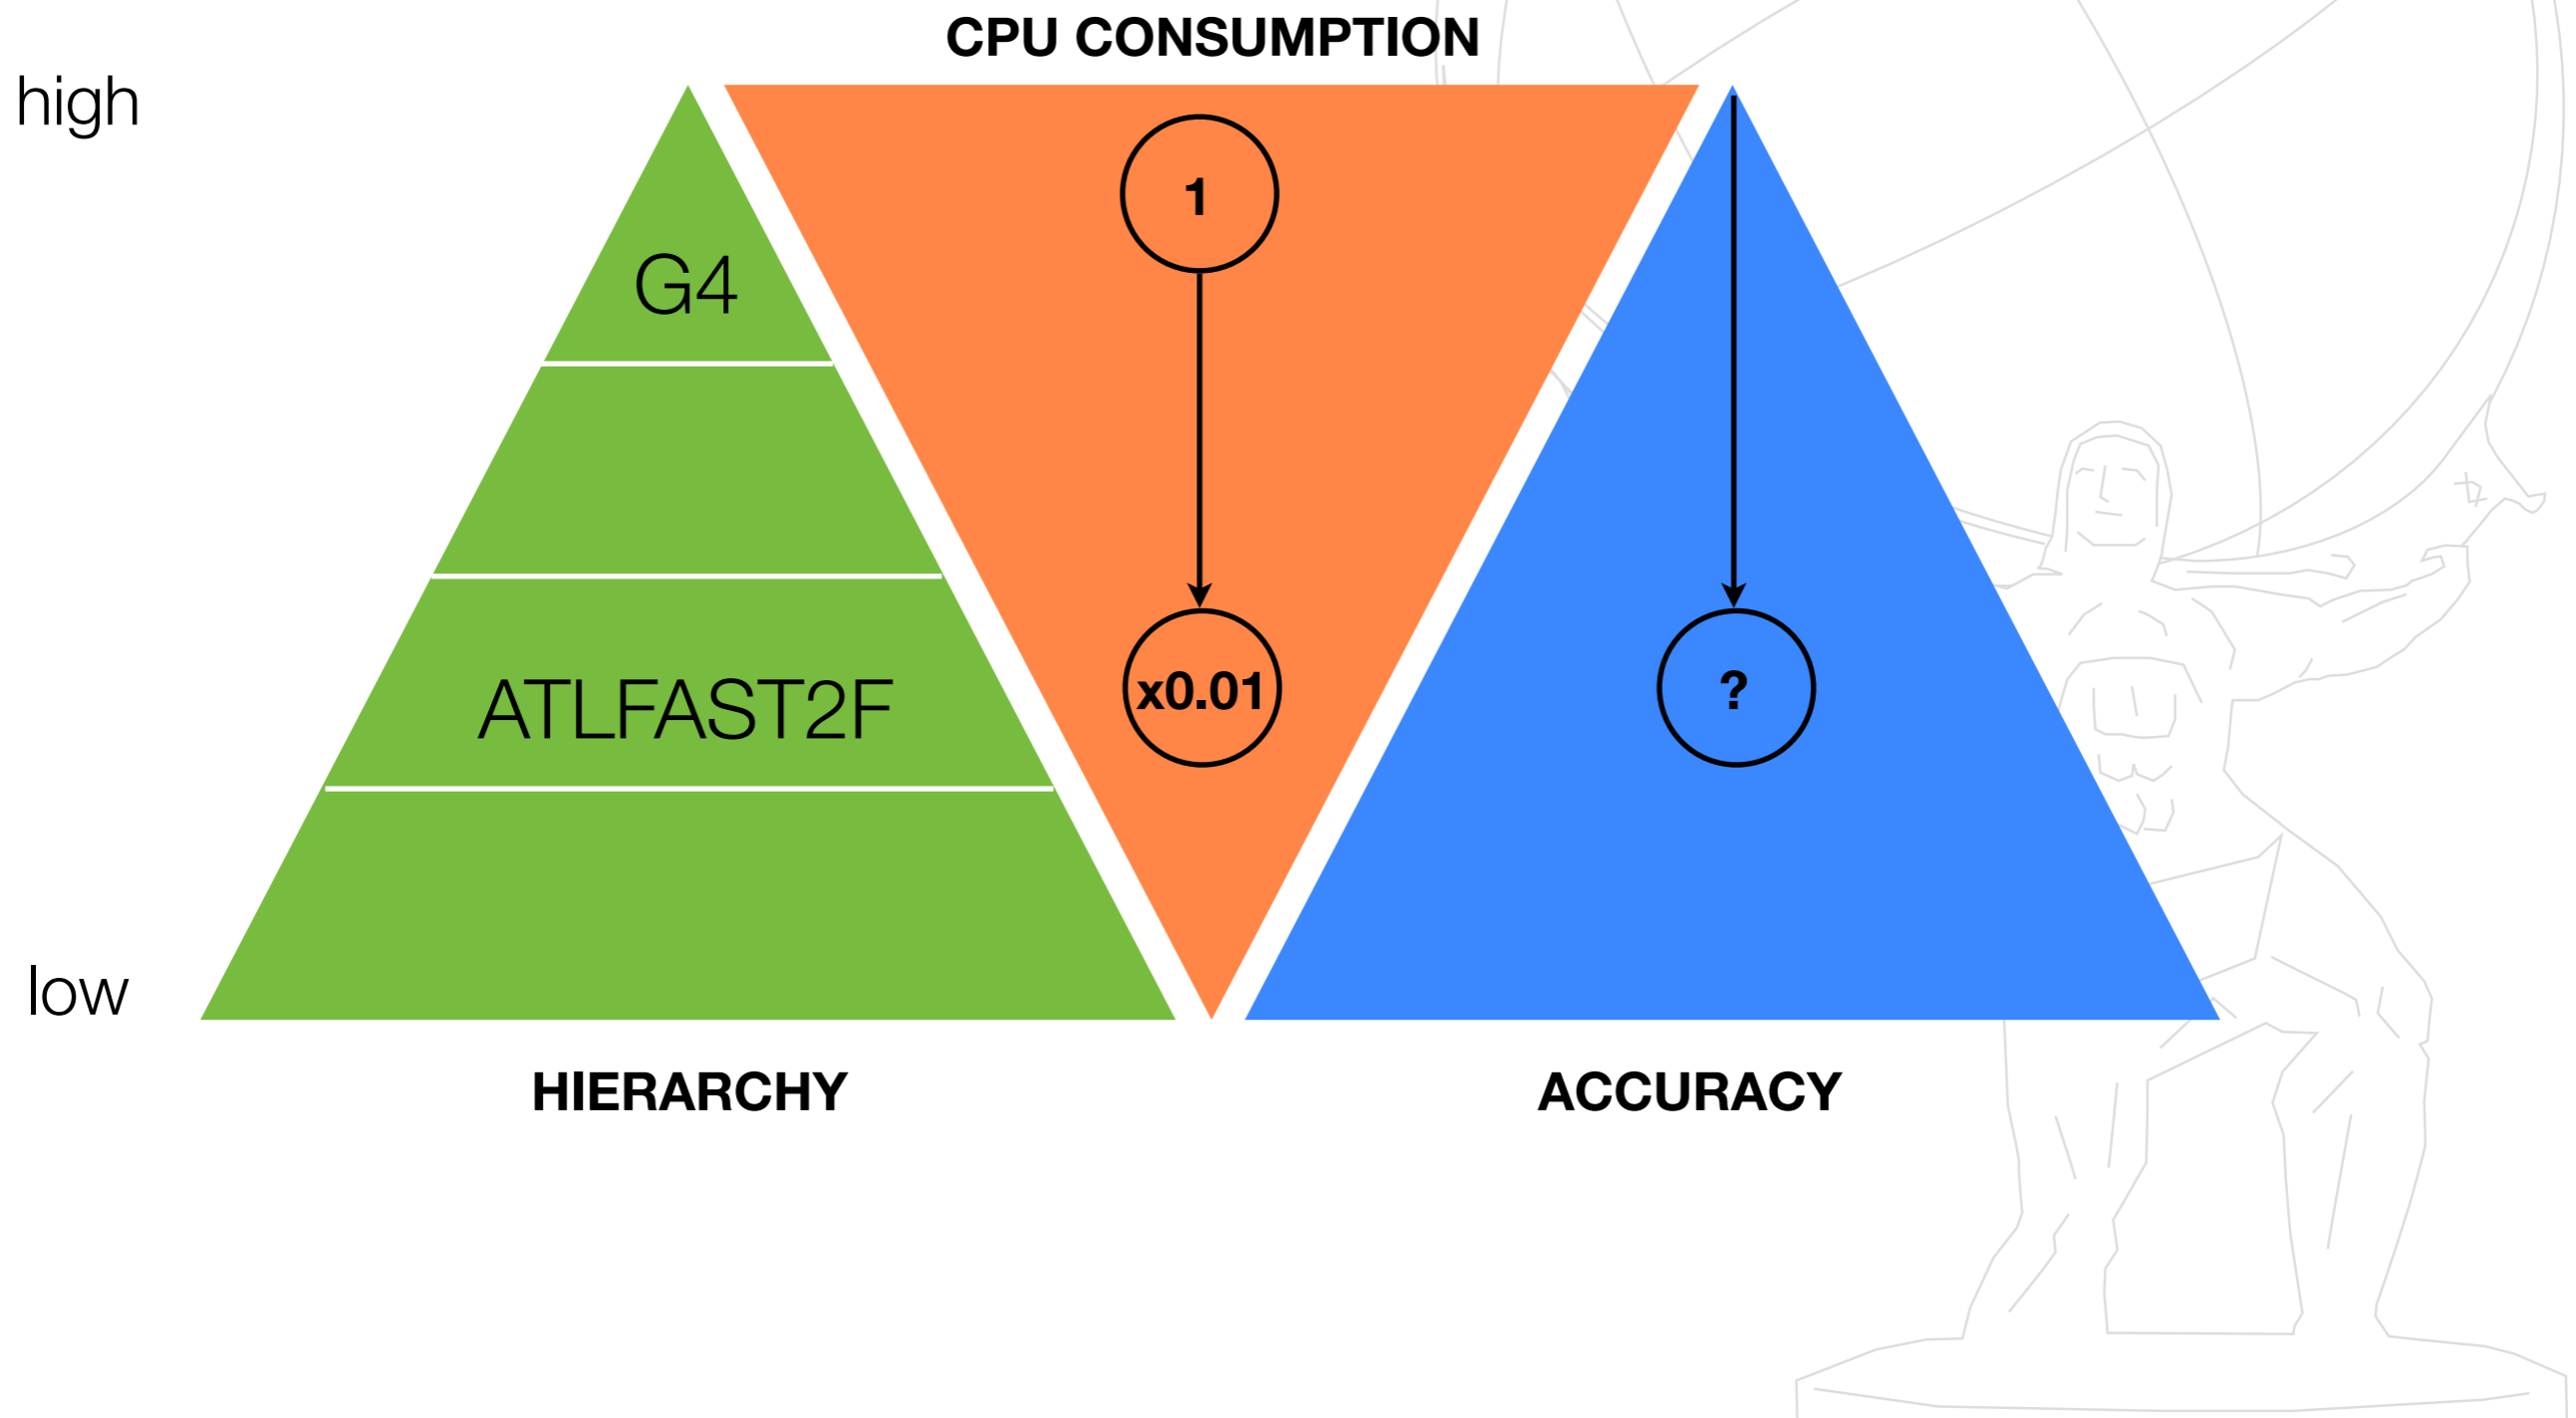 CPU CONSUMPTION
high
1
G4
x0.01
?
ATLFAST2F
low
HIERARCHY
ACCURACY